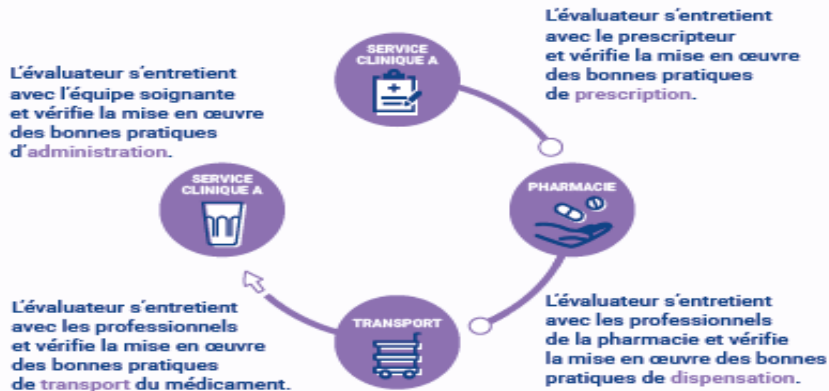 L'évaluateur s'entretient
avec le prescripteur
et vérifie la mise en œuvre
des bonnes pratiques
de prescription.
SERVICE
CLINIQUE A
L'évaluateur s'entretient
avec l'équipe soignante
et vérifie la mise en œuvre
des bonnes pratiques
d'administration.
SERVICE
CLINIQUE A
PHARMACIE
L'évaluateur s'entretient
avec les professionnels
et vérifie la mise en œuvre
des bonnes pratiques
de transport du médicament.
TRANSPORT
L'évaluateur s'entretient
avec les professionnels
de la pharmacie et vérifie
la mise en œuvre des bonnes
pratiques de dispensation.